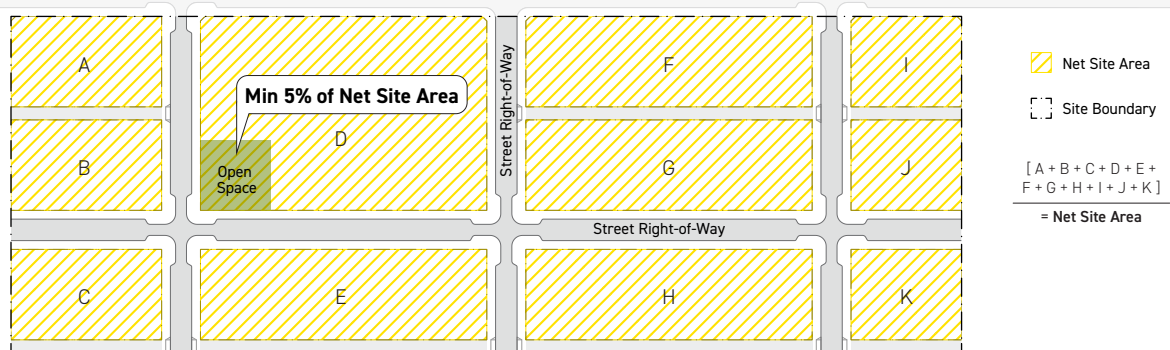 A
F
I
Min 5% of Net Site Area
D
Street Right-of-Way
B
Open
Space
G
J
Street Right-of-Way
C
E
H
K
Net Site Area
Site Boundary
[ A + B + C + D + E +
F + G + H + I + J + K ]
= Net Site Area